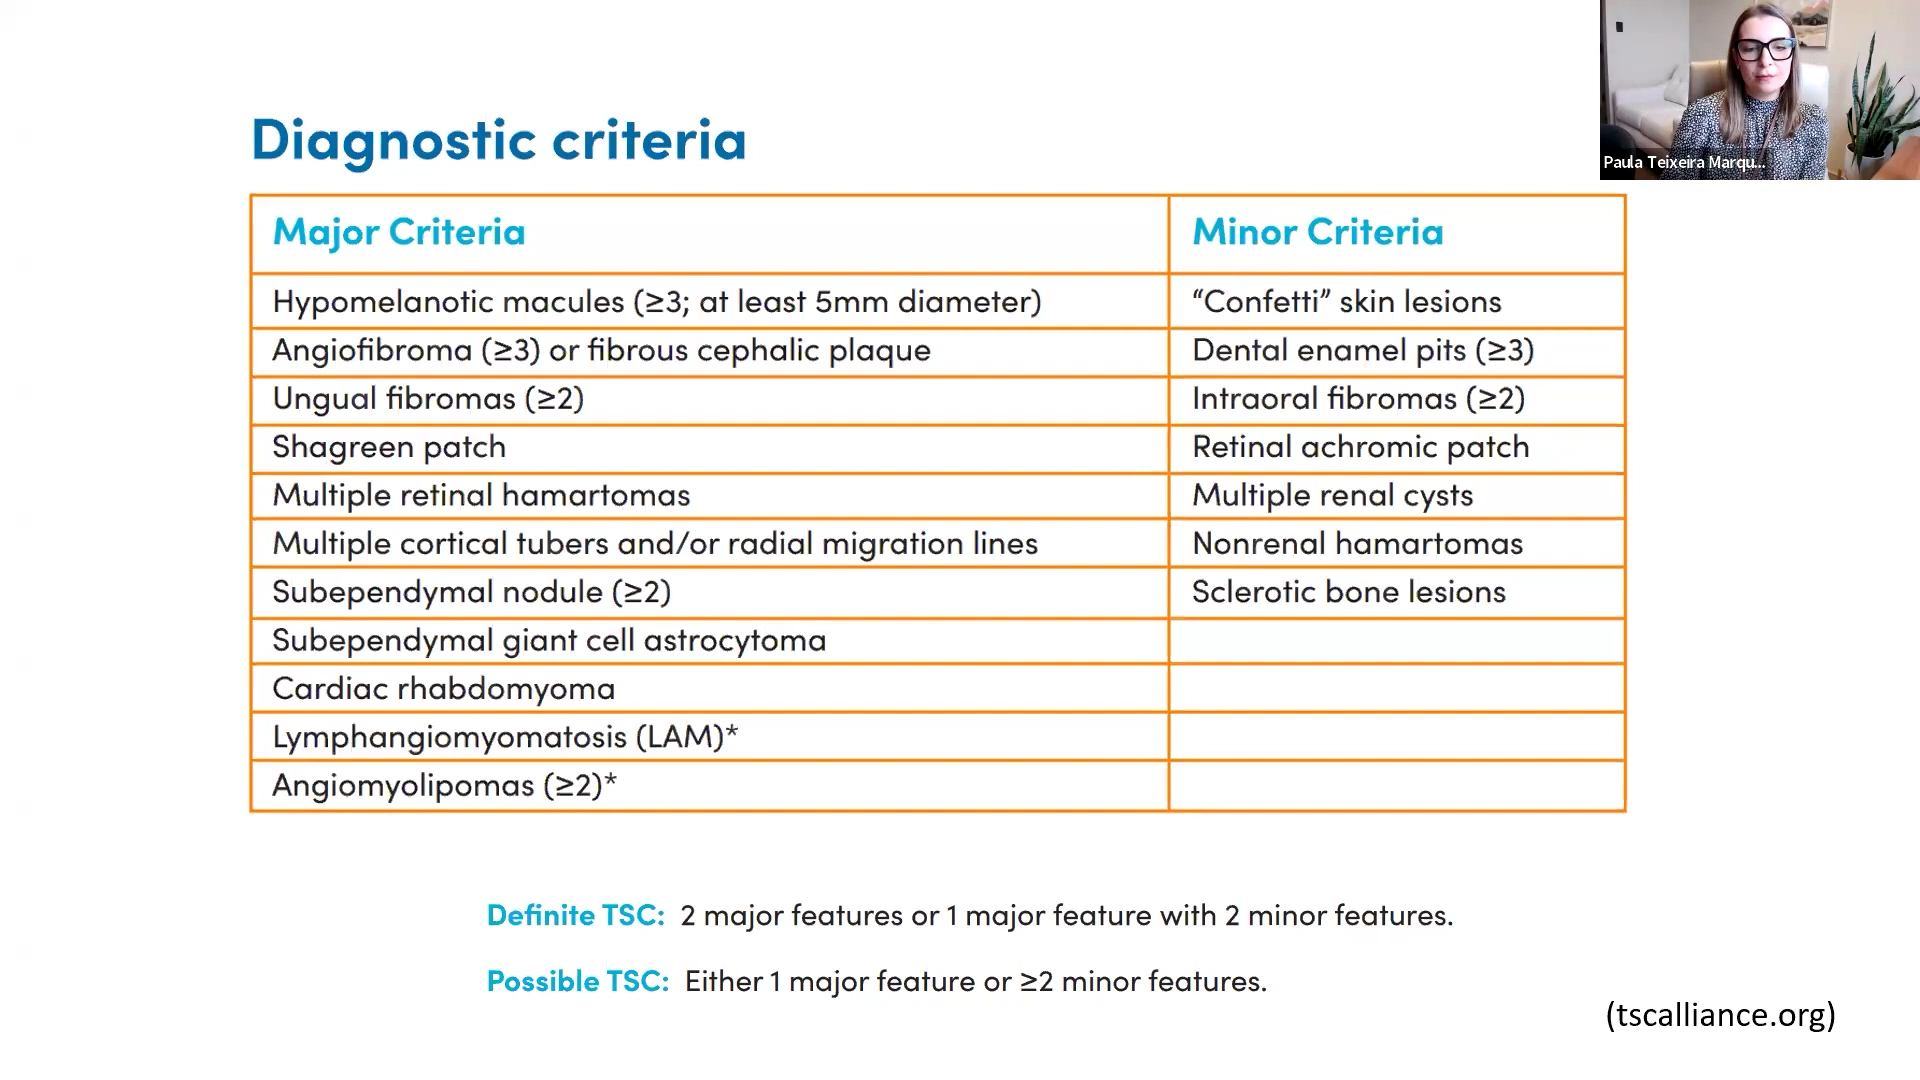 Paula Teixeira Marqu...
Diagnostic criteria
Major Criteria
Minor Criteria
Hypomelanotic macules (≥3; at least 5mm diameter)
“Confetti” skin lesions
Angiofibroma (≥3) or fibrous cephalic plaque
Dental enamel pits (≥3)
Ungual fibromas (≥2)
Intraoral fibromas (≥2)
Shagreen patch
Retinal achromic patch
Multiple retinal hamartomas
Multiple renal cysts
Multiple cortical tubers and/or radial migration lines
Nonrenal hamartomas
Subependymal nodule (≥2)
Sclerotic bone lesions
Subependymal giant cell astrocytoma
Cardiac rhabdomyoma
Lymphangiomyomatosis (LAM)*
Angiomyolipomas (≥2)*
Definite TSC: 2 major features or 1 major feature with 2 minor features.
Possible TSC: Either 1 major feature or ≥2 minor features.
(tscalliance.org)